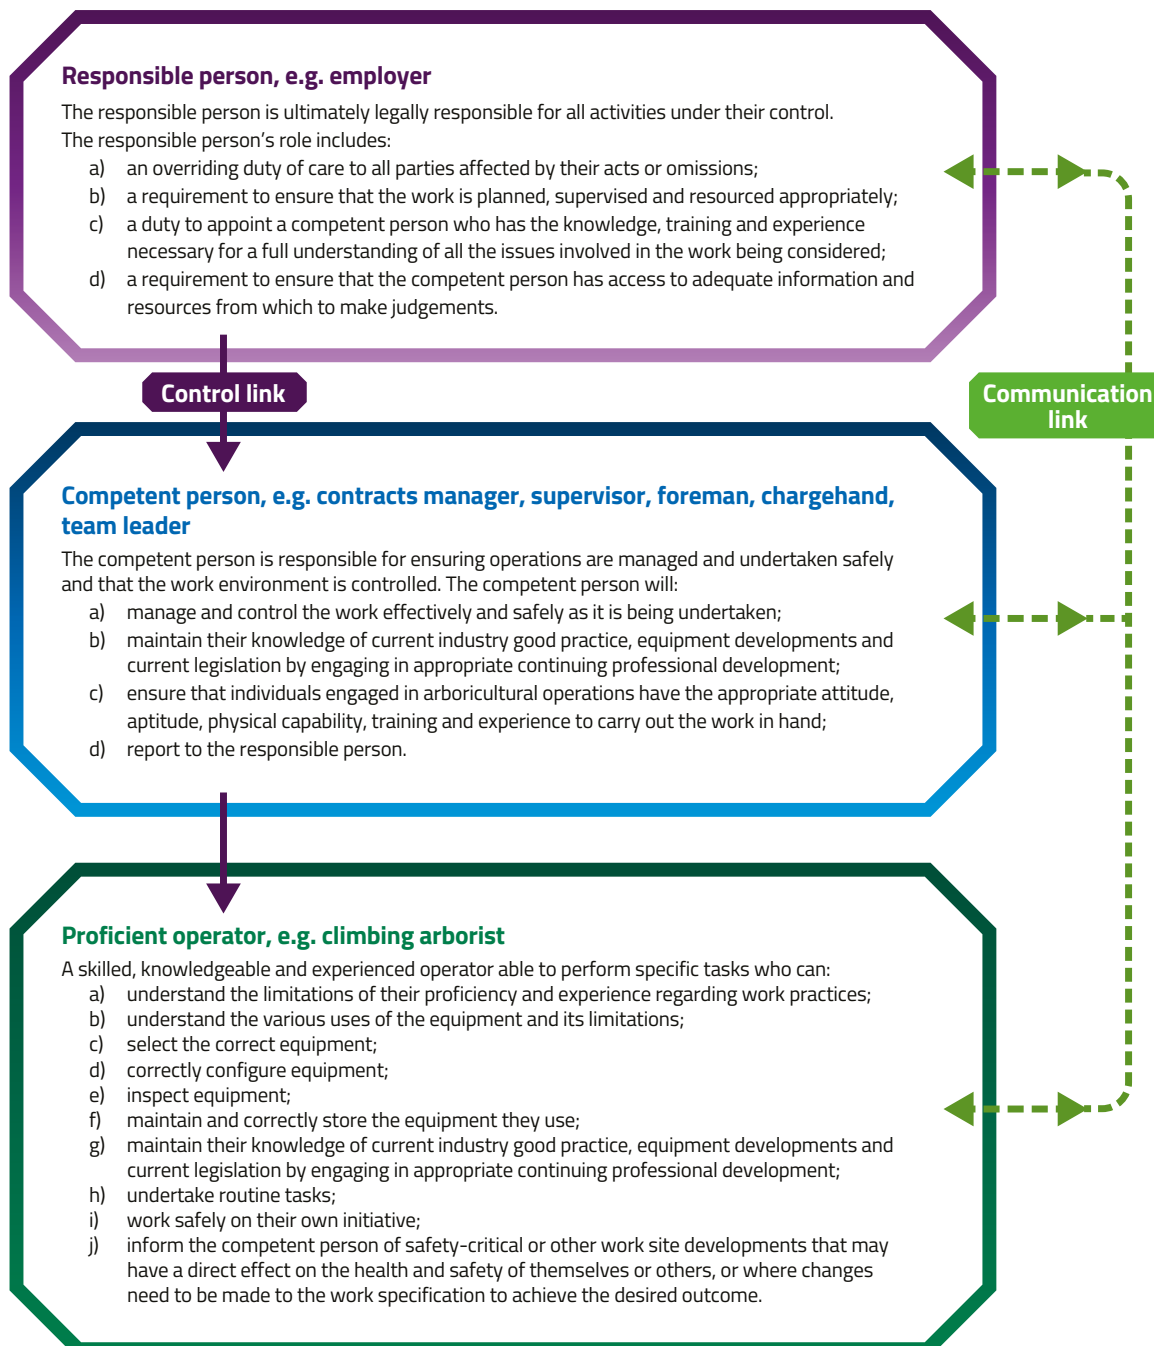 Responsible person, e.g. employer
The responsible person is ultimately legally responsible for all activities under their control.
The responsible person's role includes:
a) an overriding duty of care to all parties affected by their acts or omissions;
b) a requirement to ensure that the work is planned, supervised and resourced appropriately;
c) a duty to appoint a competent person who has the knowledge, training and experience
necessary for a full understanding of all the issues involved in the work being considered;
d) a requirement to ensure that the competent person has access to adequate information and
resources from which to make judgements.
Control link
Communication
link
Competent person, e.g. contracts manager, supervisor, foreman, chargehand,
team leader
The competent person is responsible for ensuring operations are managed and undertaken safely
and that the work environment is controlled. The competent person will:
a) manage and control the work effectively and safely as it is being undertaken;
b) maintain their knowledge of current industry good practice, equipment developments and
current legislation by engaging in appropriate continuing professional development;
c) ensure that individuals engaged in arboricultural operations have the appropriate attitude,
aptitude, physical capability, training and experience to carry out the work in hand;
d) report to the responsible person.
Proficient operator, e.g. climbing arborist
A skilled, knowledgeable and experienced operator able to perform specific tasks who can:
a) understand the limitations of their proficiency and experience regarding work practices;
b) understand the various uses of the equipment and its limitations;
c) select the correct equipment;
d) correctly configure equipment;
e) inspect equipment;
f) maintain and correctly store the equipment they use;
g) maintain their knowledge of current industry good practice, equipment developments and
current legislation by engaging in appropriate continuing professional development;
h) undertake routine tasks;
i) work safely on their own initiative;
j) inform the competent person of safety-critical or other work site developments that may
have a direct effect on the health and safety of themselves or others, or where changes
need to be made to the work specification to achieve the desired outcome.